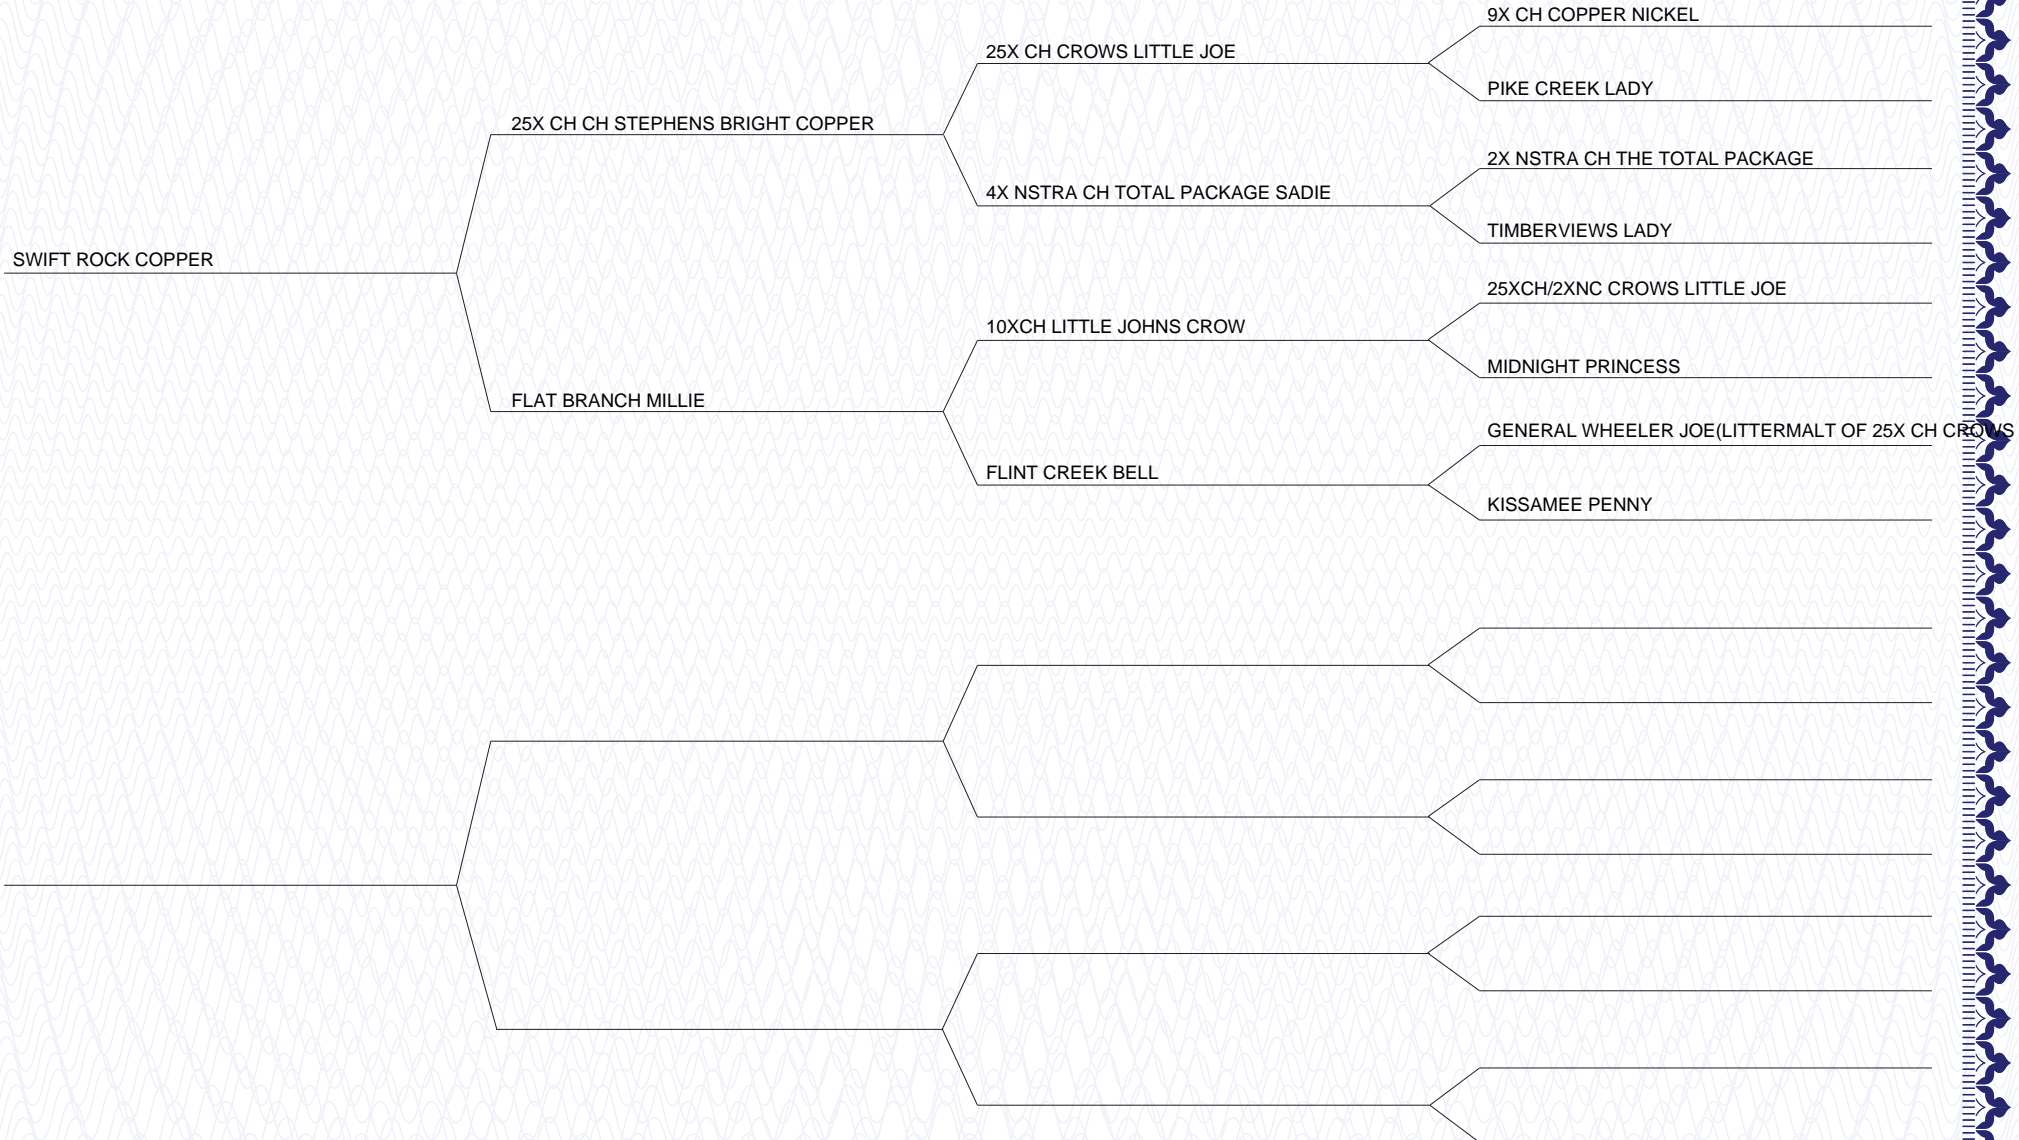 9X CH COPPER NICKEL
25X CH CROWS LITTLE JOE
PIKE CREEK LADY
25X CH CH STEPHENS BRIGHT COPPER
2X NSTRA CH THE TOTAL PACKAGE
4X NSTRA CH TOTAL PACKAGE SADIE
TIMBERVIEWS LADY
SWIFT ROCK COPPER
25XCH/2XNC CROWS LITTLE JOE
10XCH LITTLE JOHNS CROW
MIDNIGHT PRINCESS
FLAT BRANCH MILLIE
GENERAL WHEELER JOE(LITTERMALT OF 25X CH CROWS
FLINT CREEK BELL
KISSAMEE PENNY